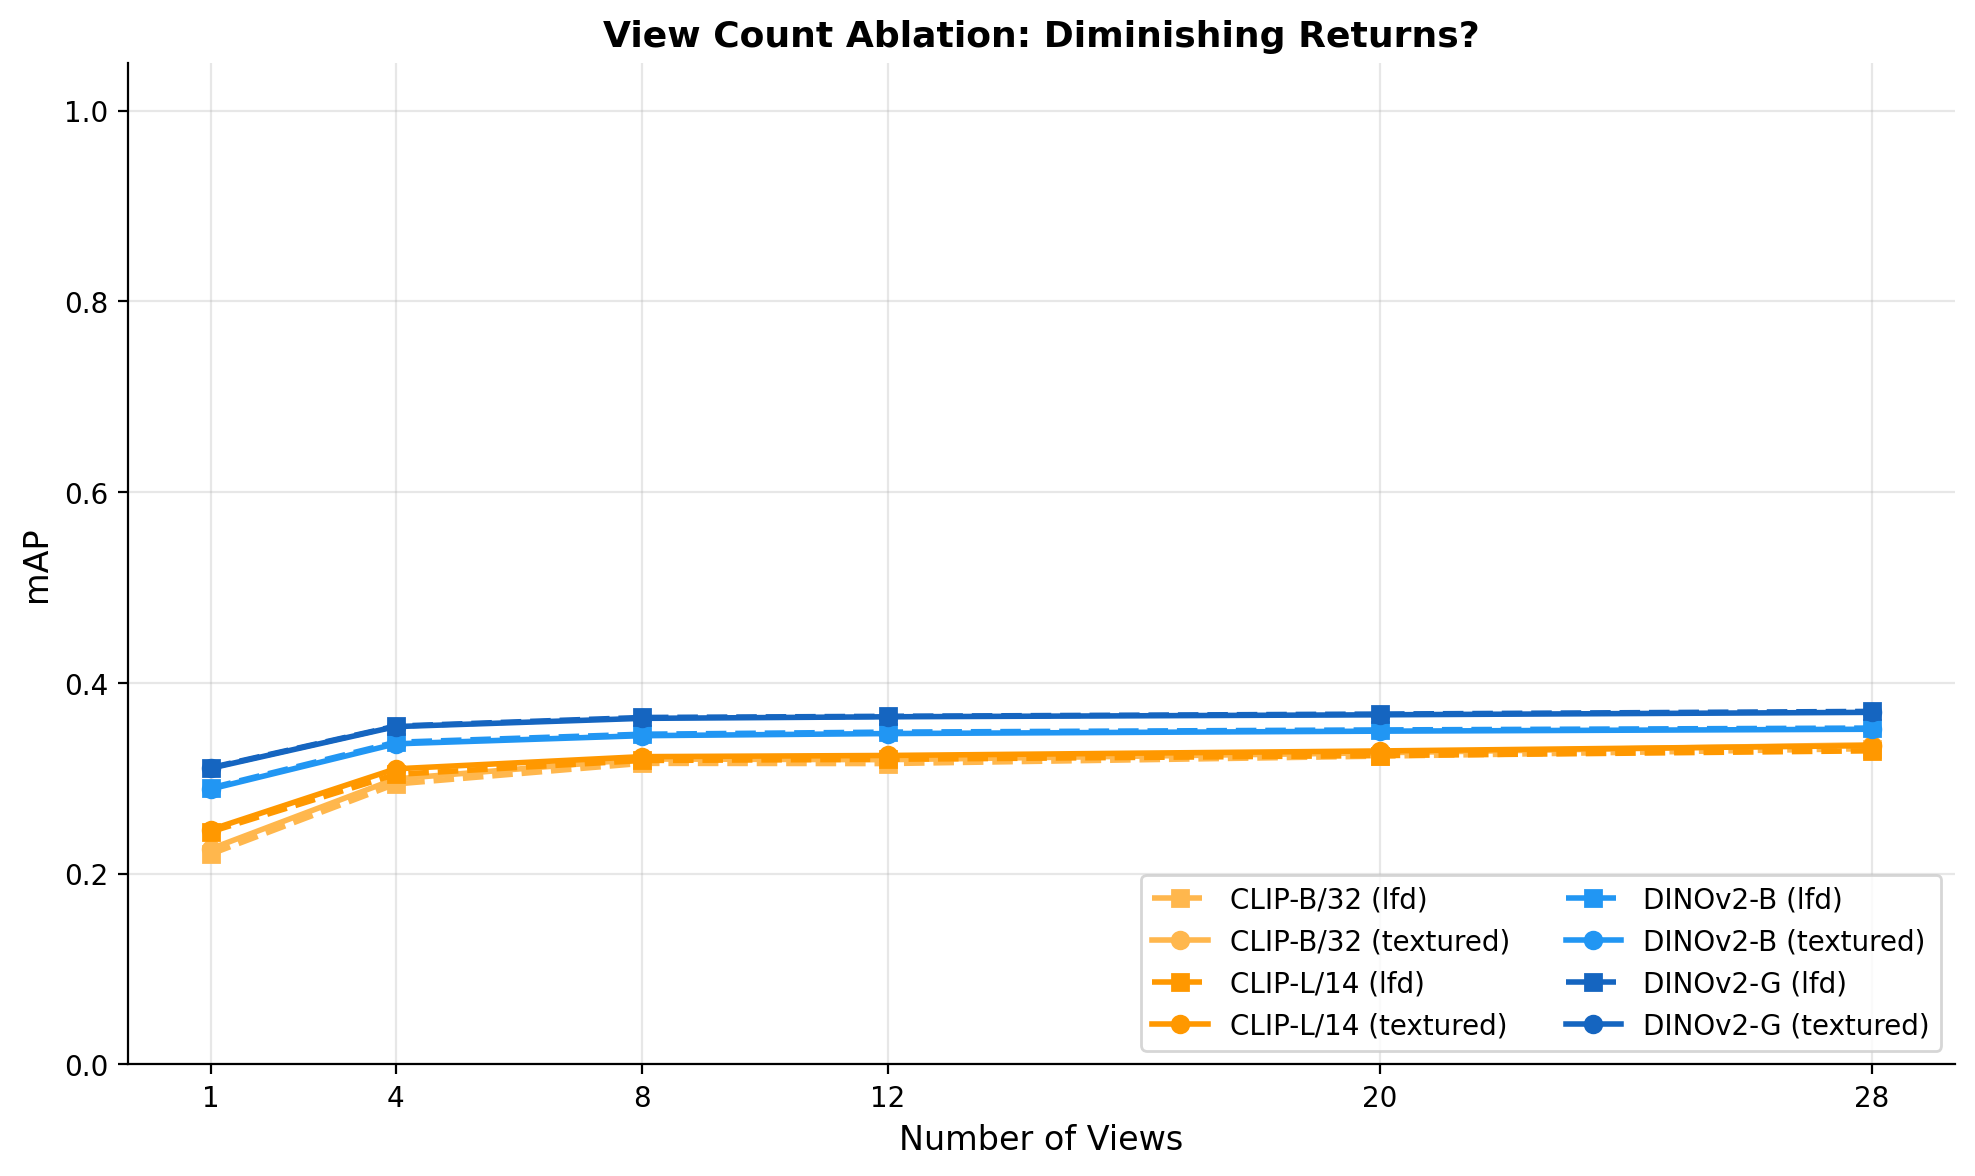 View Count Ablation: Diminishing Returns?
1.0
0.8
0.6
0.4
0.2
0.0
mAP
CLIP-B/32 (lfd)
CLIP-B/32 (textured)
CLIP-L/14 (lfd)
CLIP-L/14 (textured)
DINOv2-B (lfd)
DINOv2-B (textured)
DINOv2-G (lfd)
DINOv2-G (textured)
1 4 8 12 20 28
Number of Views